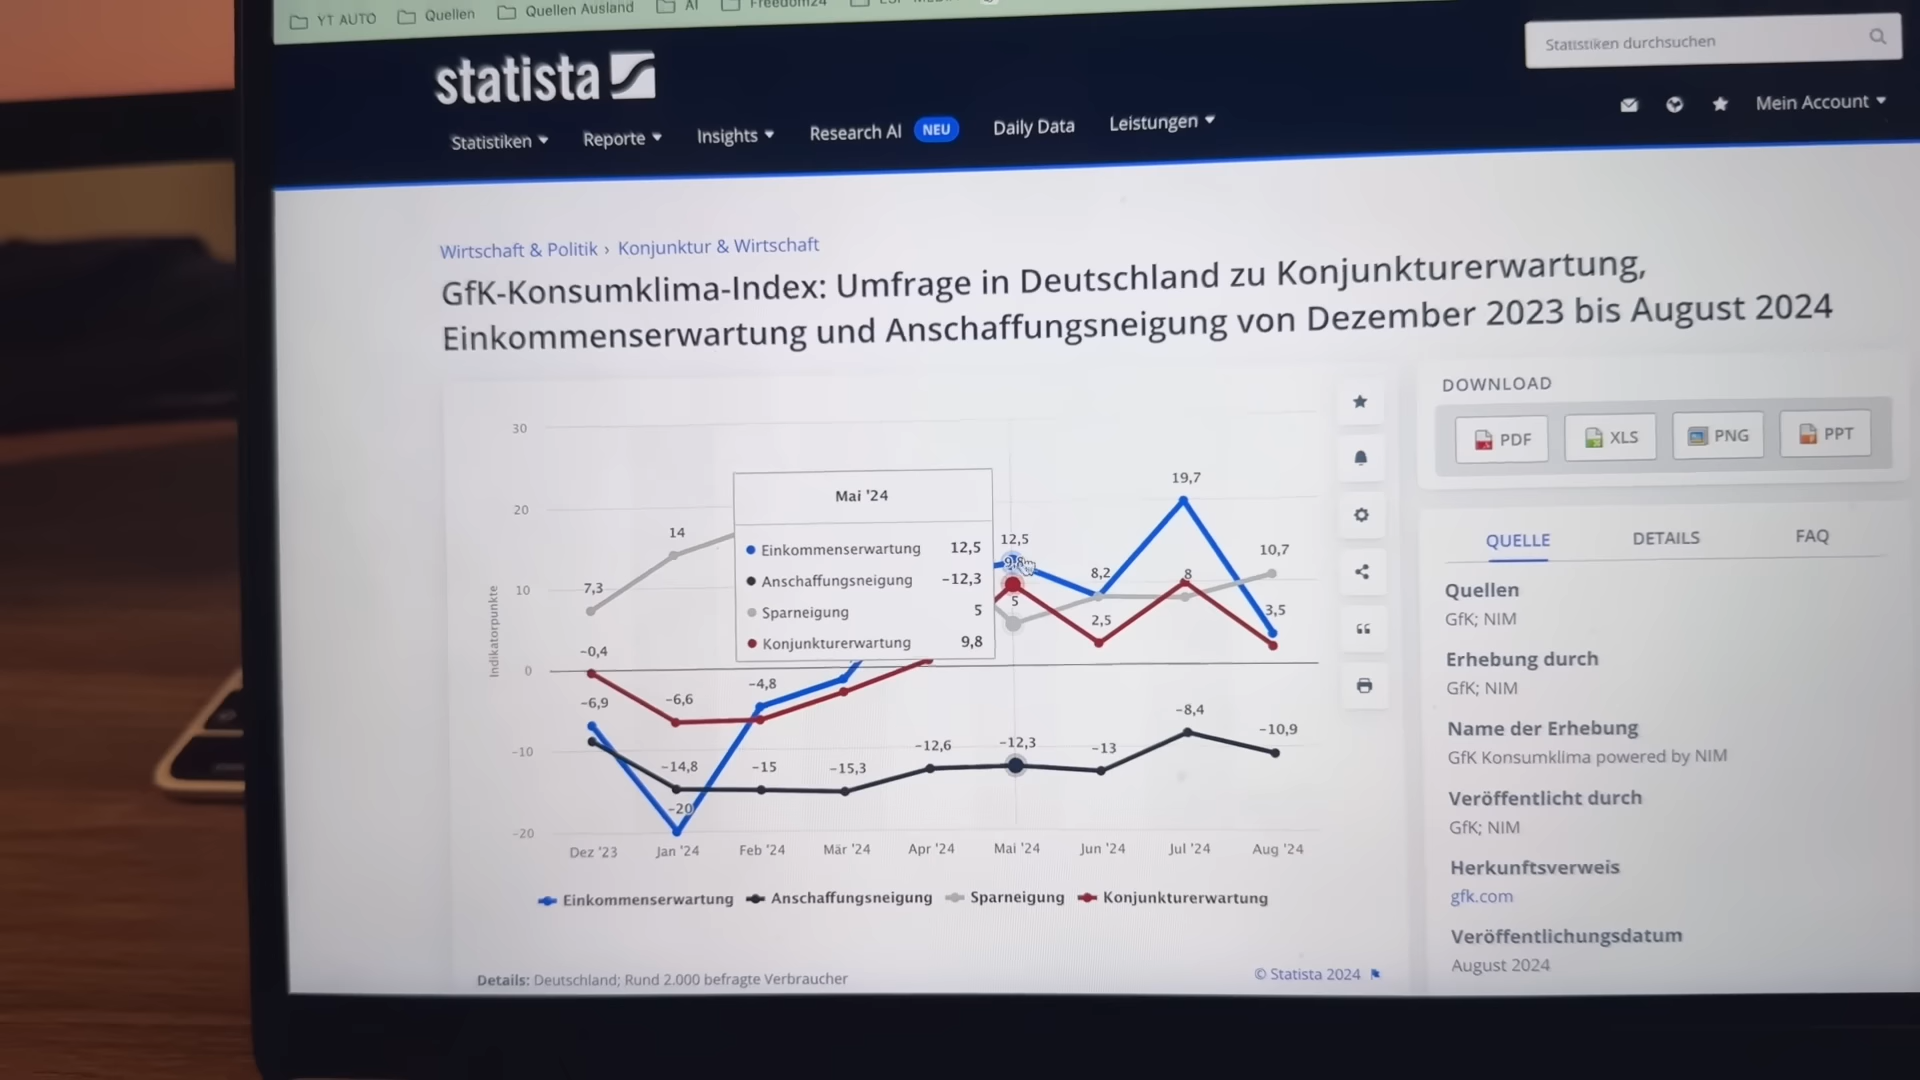 YT AUTO
Quellen
Quellen Ausland
AI
Freedom24
statista
Statistiken durchsuchen
Statistiken
Reporte
Insights
Research AI NEU
Daily Data
Leistungen
Mein Account
Wirtschaft & Politik › Konjunktur & Wirtschaft
GfK-Konsumklima-Index: Umfrage in Deutschland zu Konjunkturerwartung,
Einkommenserwartung und Anschaffungsneigung von Dezember 2023 bis August 2024
Indikatorpunkte
30
20
10
0
-10
-20
7,3
14
-0,4
-6,9
-6,6
-4,8
-14,8
-20
-15
-15,3
-12,6
-12,3
-13
-8,4
-10,9
Mai '24
Einkommenserwartung 12,5
Anschaffungsneigung -12,3
Sparneigung 5
Konjunkturerwartung 9,8
12,5
9,8
5
8,2
2,5
19,7
8
10,7
3,5
Dez '23
Jan '24
Feb '24
Mär '24
Apr '24
Mai '24
Jun '24
Jul '24
Aug '24
Einkommenserwartung
Anschaffungsneigung
Sparneigung
Konjunkturerwartung
Details: Deutschland; Rund 2.000 befragte Verbraucher
© Statista 2024
DOWNLOAD
PDF
XLS
PNG
PPT
QUELLE
DETAILS
FAQ
Quellen
GfK; NIM
Erhebung durch
GfK; NIM
Name der Erhebung
GfK Konsumklima powered by NIM
Veröffentlicht durch
GfK; NIM
Herkunftsverweis
gfk.com
Veröffentlichungsdatum
August 2024